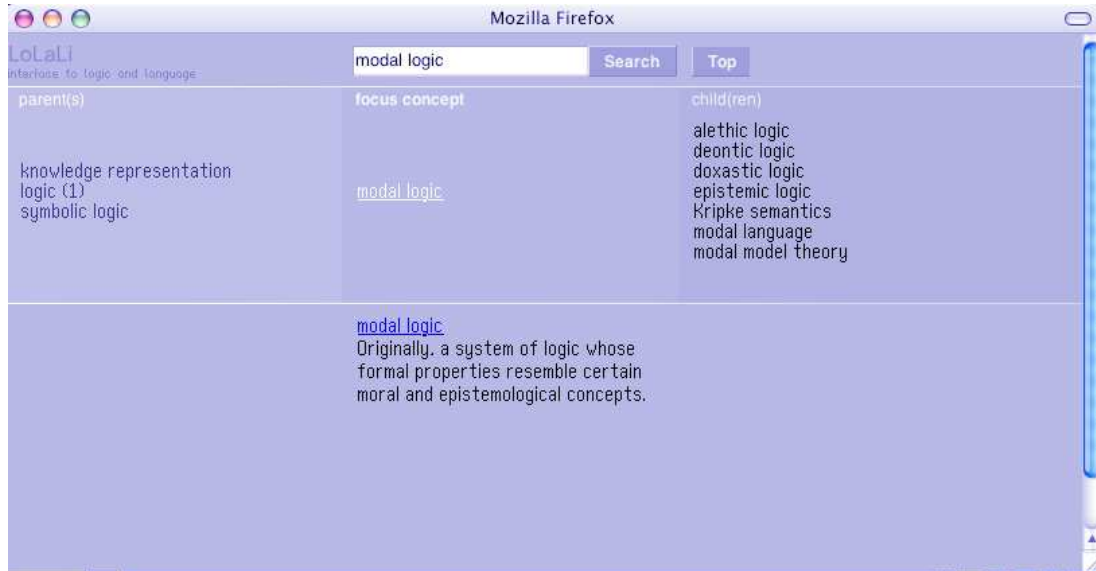 Mozilla Firefox
LoLaLi
interface to logic and language
modal logic
Search
Top
parent(s)
focus concept
child(ren)
knowledge representation
logic (1)
symbolic logic
modal logic
alethic logic
deontic logic
doxastic logic
epistemic logic
Kripke semantics
modal language
modal model theory
modal logic
Originally, a system of logic whose
formal properties resemble certain
moral and epistemological concepts.